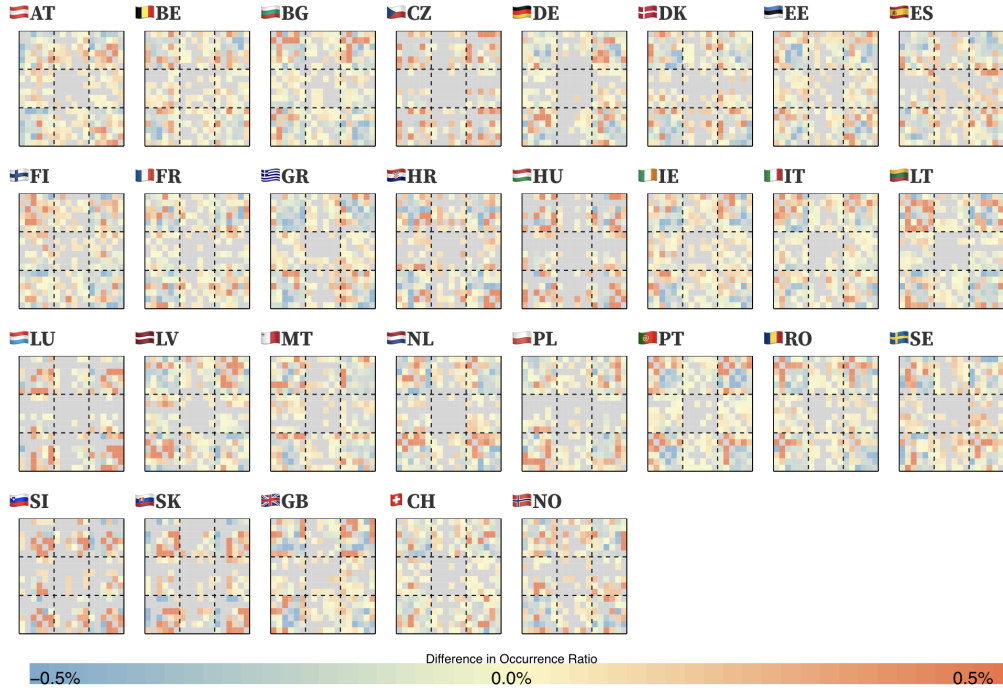 AT BE BG CZ DE DK EE ES
FI FR GR HR HU IE IT LT
LU LV MT NL PL PT RO SE
SI SK GB CH NO
Difference in Occurrence Ratio
−0.5% 0.0% 0.5%